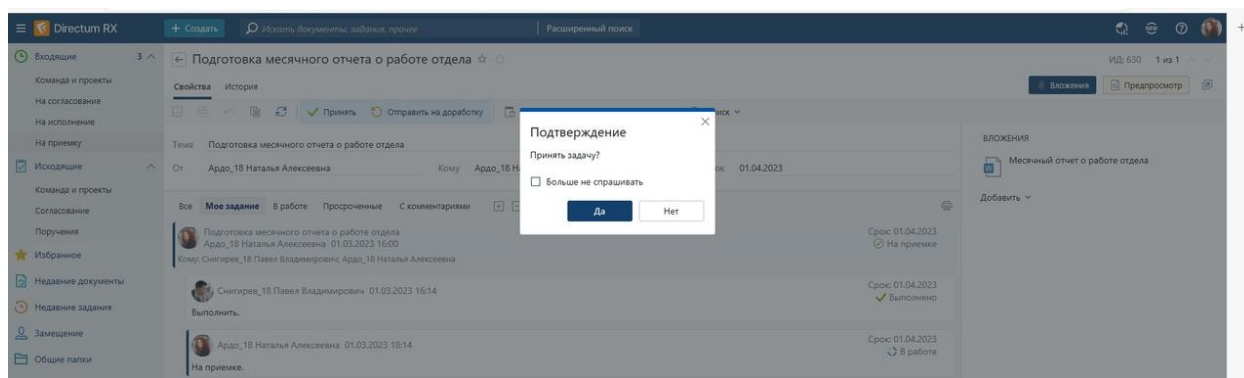 Directum RX
+ Создать
Искать документы, задания, прочее
Расширенный поиск
Входящие 3
Команда и проекты
На согласование
На исполнение
На приемку
Исходящие
Команда и проекты
Согласование
Поручения
Избранное
Недавние документы
Недавние задания
Замещение
Общие папки
Подготовка месячного отчета о работе отдела
ИД: 630 1 из 1
Свойства История
Вложения Предпросмотр
Принять Отправить на доработку
Тема Подготовка месячного отчета о работе отдела
От Ардо_18 Наталья Алексеевна Кому Ардо_18 01.04.2023
Все Мое задание В работе Просроченные С комментариями
Подготовка месячного отчета о работе отдела
Ардо_18 Наталья Алексеевна 01.03.2023 16:00
Кому: Снигирев_18 Павел Владимирович; Ардо_18 Наталья Алексеевна
Срок: 01.04.2023
На приемке
Снигирев_18 Павел Владимирович 01.03.2023 16:14
Выполнить.
Срок: 01.04.2023
Выполнено
Ардо_18 Наталья Алексеевна 01.03.2023 18:14
На приемке.
Срок: 01.04.2023
В работе
Подтверждение
Принять задачу?
Больше не спрашивать
Да Нет
ВЛОЖЕНИЯ
Месячный отчет о работе отдела
Добавить